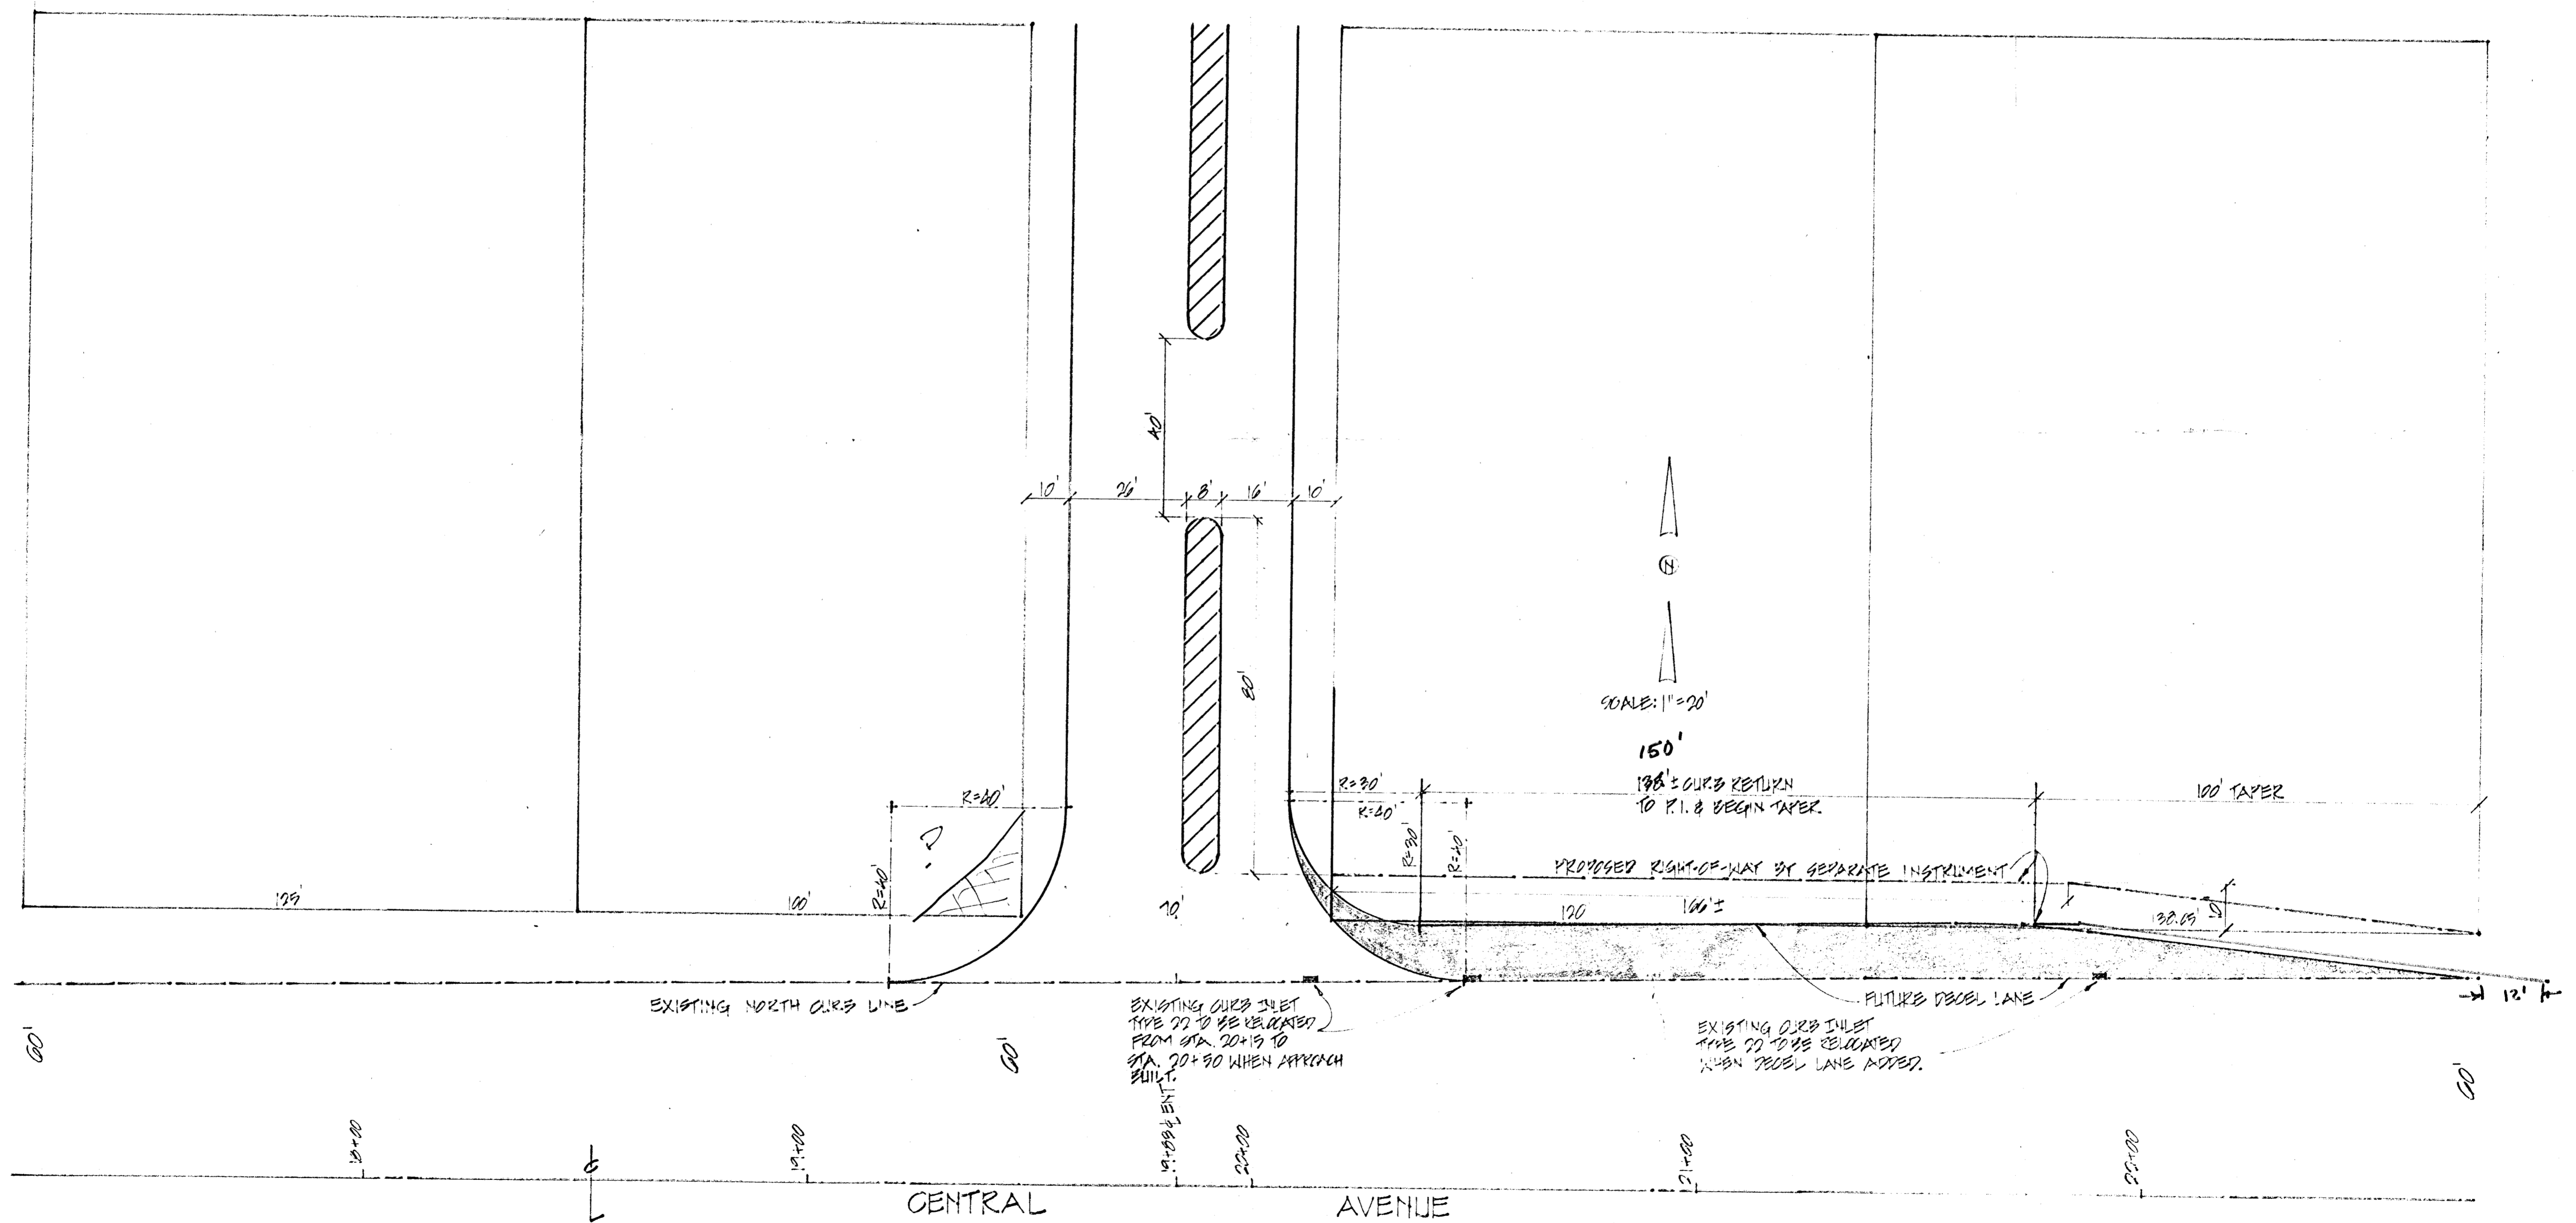 40'
10'
26'
8'
16'
10'
80'
SCALE: 1"=20'
150'
138'± CURB RETURN
TO P.I. & BEGIN TAPER.
100' TAPER
R=40'
R=40'
R=30'
R=40'
R=30'
R=40'
PROPOSED RIGHT-OF-WAY BY SEPARATE INSTRUMENT
125'
100'
70'
120
166'±
138.65'
10'
EXISTING NORTH CURB LINE
EXISTING CURB INLET
TYPE 22 TO BE RELOCATED
FROM STA. 20+15 TO
STA. 20+50 WHEN APPROACH
BUILT.
FUTURE DECEL LANE
12'
EXISTING CURB INLET
TYPE 22 TO BE RELOCATED
WHEN DECEL LANE ADDED.
60'
60'
60'
18+00
19+00
20+00
21+00
22+00
CENTRAL AVENUE